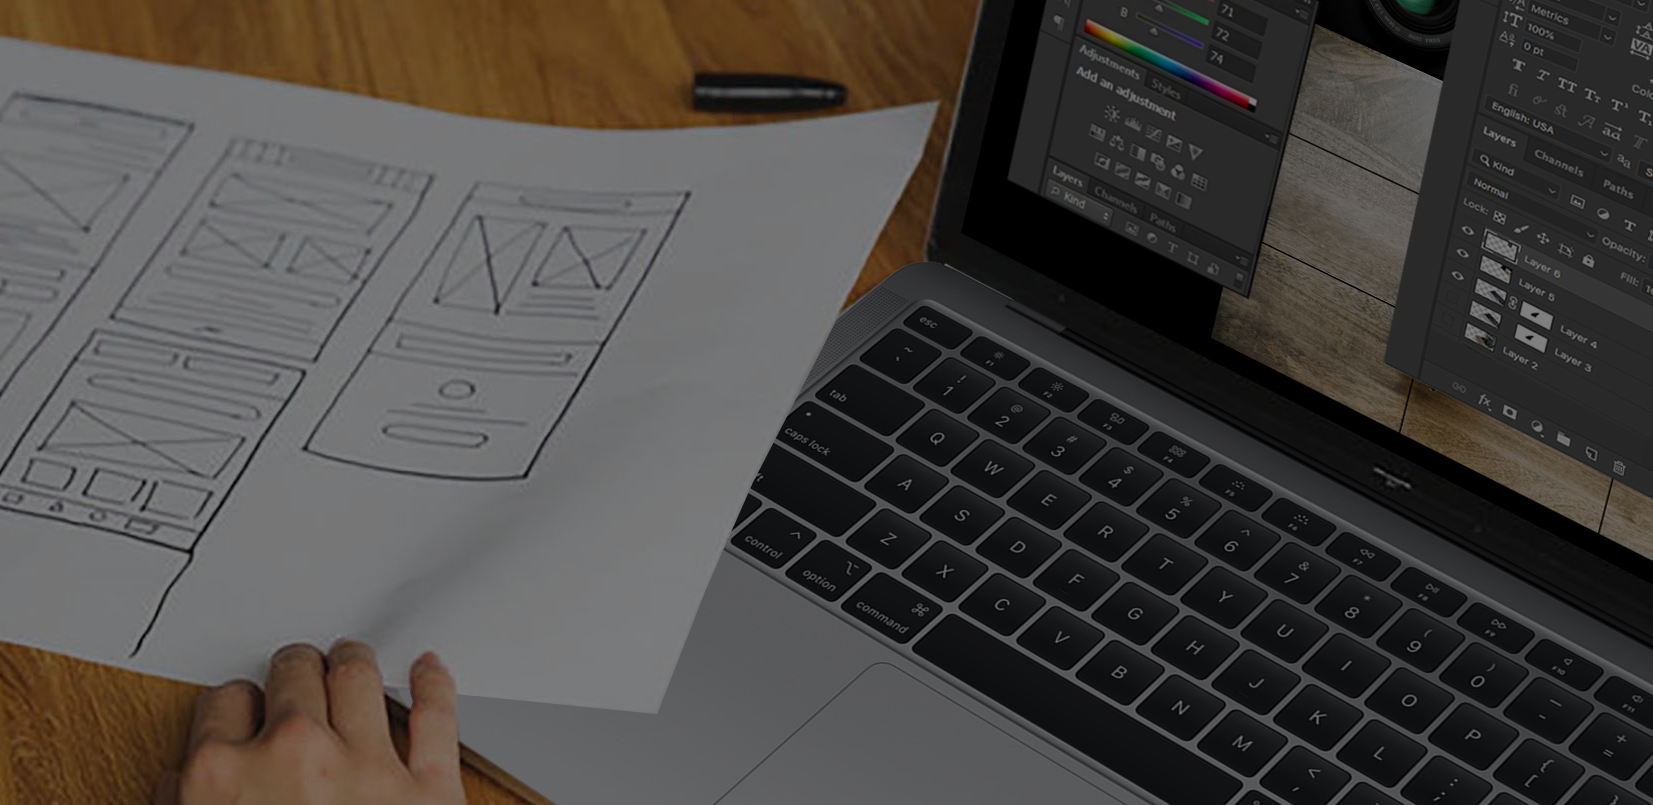 71
B
72
74
Adjustments Styles
Add an adjustment
Layers Channels Paths
Kind
Metrics
100%
0 pt
English: USA
Layers Channels Paths
Kind
Normal
Lock:
Opacity:
Fill:
Layer 6
Layer 5
Layer 4
Layer 3
Layer 2
fx
esc
F1 F2 F3 F4 F5 F6 F7 F8 F9 F10 F11
~ `
! 1
@ 2
# 3
$ 4
% 5
^ 6
& 7
* 8
( 9
) 0
_ -
+ =
tab
Q W E R T Y U I O P { [
caps lock
A S D F G H J K L : ;
Z X C V B N M < ,
control option command